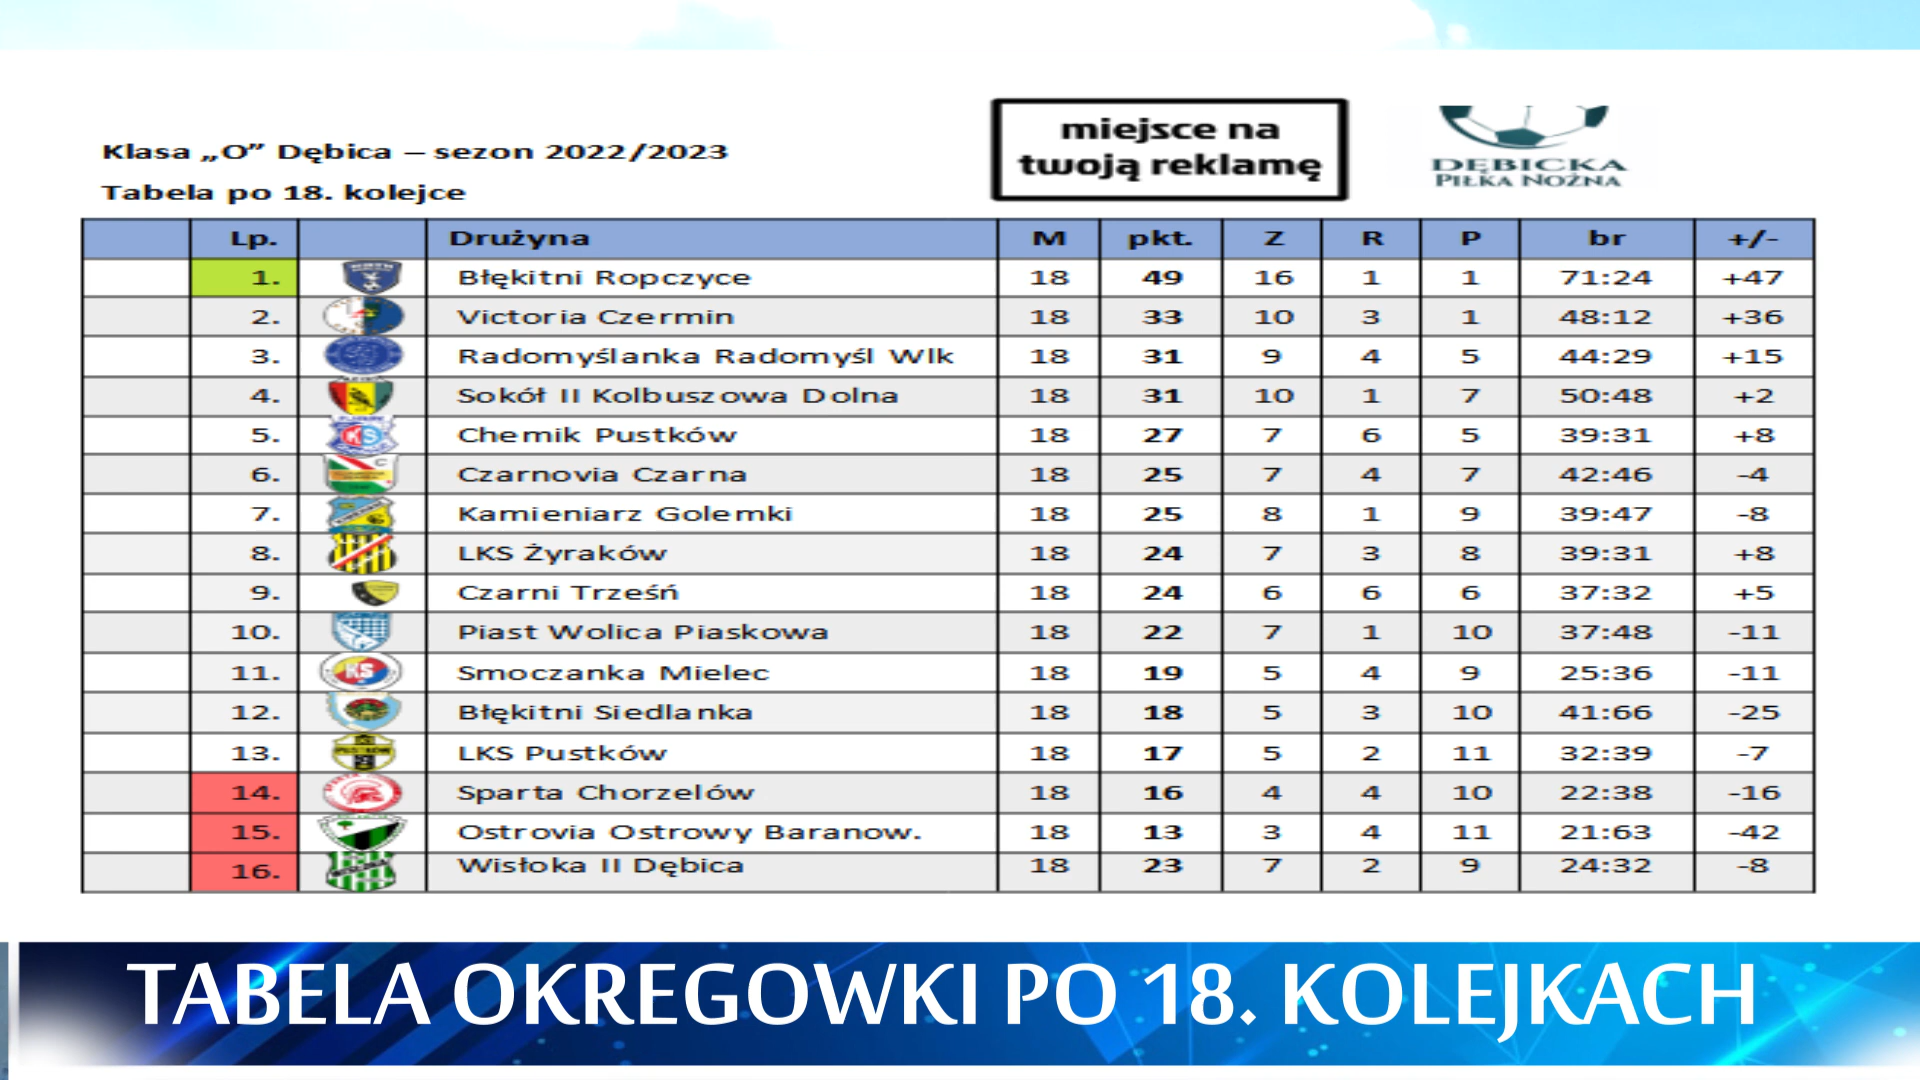 miejsce na
twoją reklamę
DĘBICKA
PIŁKA NOŻNA
Klasa „O” Dębica – sezon 2022/2023
Tabela po 18. kolejce
Lp. Drużyna M pkt. Z R P br +/-
1. Błękitni Ropczyce 18 49 16 1 1 71:24 +47
2. Victoria Czermin 18 33 10 3 1 48:12 +36
3. Radomyślanka Radomyśl Wlk 18 31 9 4 5 44:29 +15
4. Sokół II Kolbuszowa Dolna 18 31 10 1 7 50:48 +2
5. Chemik Pustków 18 27 7 6 5 39:31 +8
6. Czarnovia Czarna 18 25 7 4 7 42:46 -4
7. Kamieniarz Golemki 18 25 8 1 9 39:47 -8
8. LKS Żyraków 18 24 7 3 8 39:31 +8
9. Czarni Trześń 18 24 6 6 6 37:32 +5
10. Piast Wolica Piaskowa 18 22 7 1 10 37:48 -11
11. Smoczanka Mielec 18 19 5 4 9 25:36 -11
12. Błękitni Siedlanka 18 18 5 3 10 41:66 -25
13. LKS Pustków 18 17 5 2 11 32:39 -7
14. Sparta Chorzelów 18 16 4 4 10 22:38 -16
15. Ostrovia Ostrowy Baranow. 18 13 3 4 11 21:63 -42
16. Wisłoka II Dębica 18 23 7 2 9 24:32 -8
TABELA OKREGOWKI PO 18. KOLEJKACH